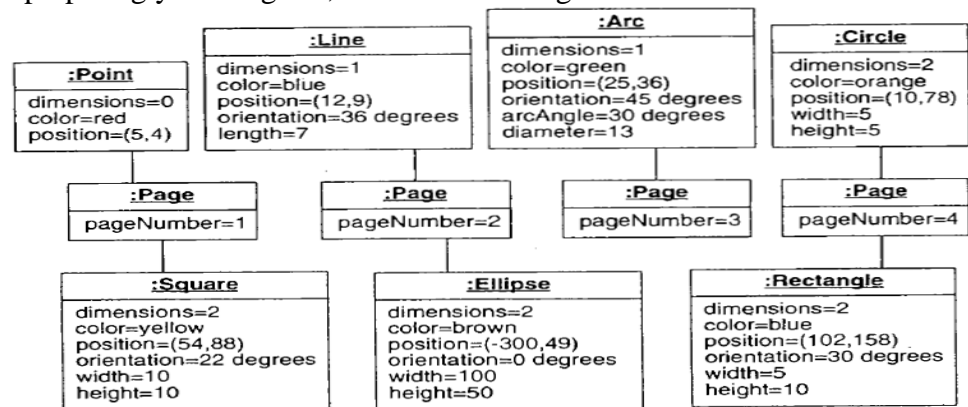 :Point
dimensions=0
color=red
position=(5,4)
:Line
dimensions=1
color=blue
position=(12,9)
orientation=36 degrees
length=7
:Arc
dimensions=1
color=green
position=(25,36)
orientation=45 degrees
arcAngle=30 degrees
diameter=13
:Circle
dimensions=2
color=orange
position=(10,78)
width=5
height=5
:Page
pageNumber=1
:Page
pageNumber=2
:Page
pageNumber=3
:Page
pageNumber=4
:Square
dimensions=2
color=yellow
position=(54,88)
orientation=22 degrees
width=10
height=10
:Ellipse
dimensions=2
color=brown
position=(-300,49)
orientation=0 degrees
width=100
height=50
:Rectangle
dimensions=2
color=blue
position=(102,158)
orientation=30 degrees
width=5
height=10